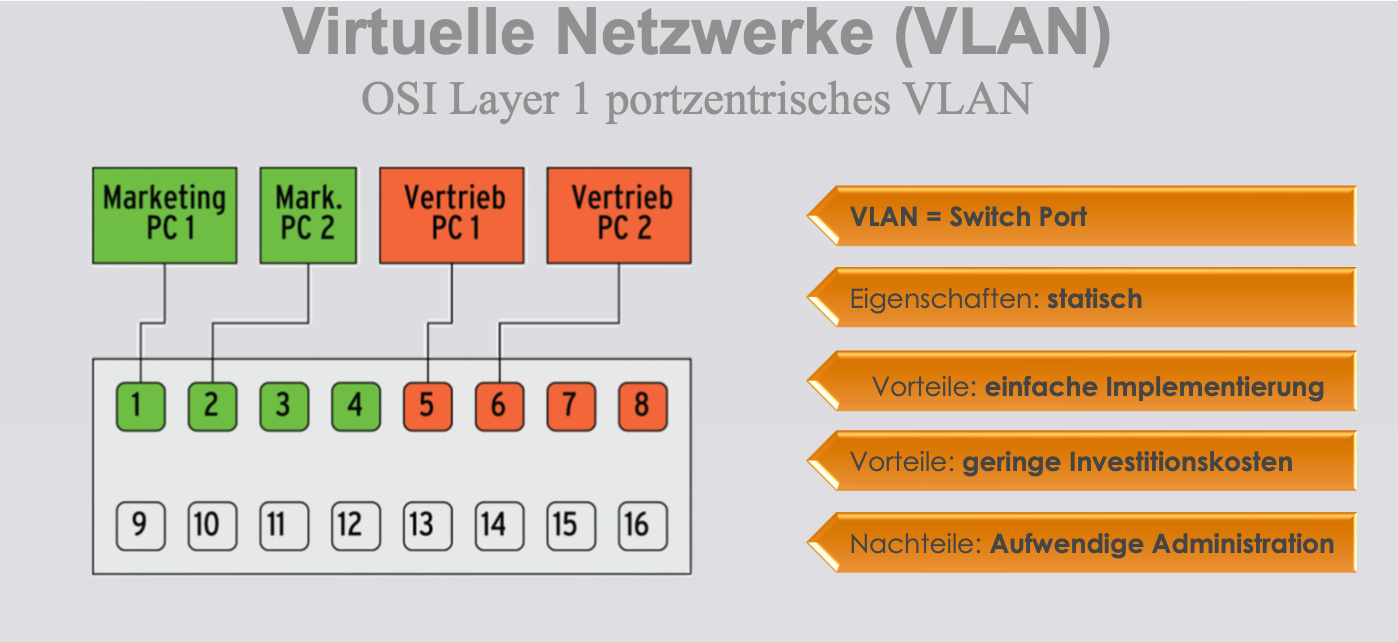 Virtuelle Netzwerke (VLAN)
OSI Layer 1 portzentrisches VLAN
Marketing
PC 1
Mark.
PC 2
Vertrieb
PC 1
Vertrieb
PC 2
1 2 3 4 5 6 7 8
9 10 11 12 13 14 15 16
VLAN = Switch Port
Eigenschaften: statisch
Vorteile: einfache Implementierung
Vorteile: geringe Investitionskosten
Nachteile: Aufwendige Administration